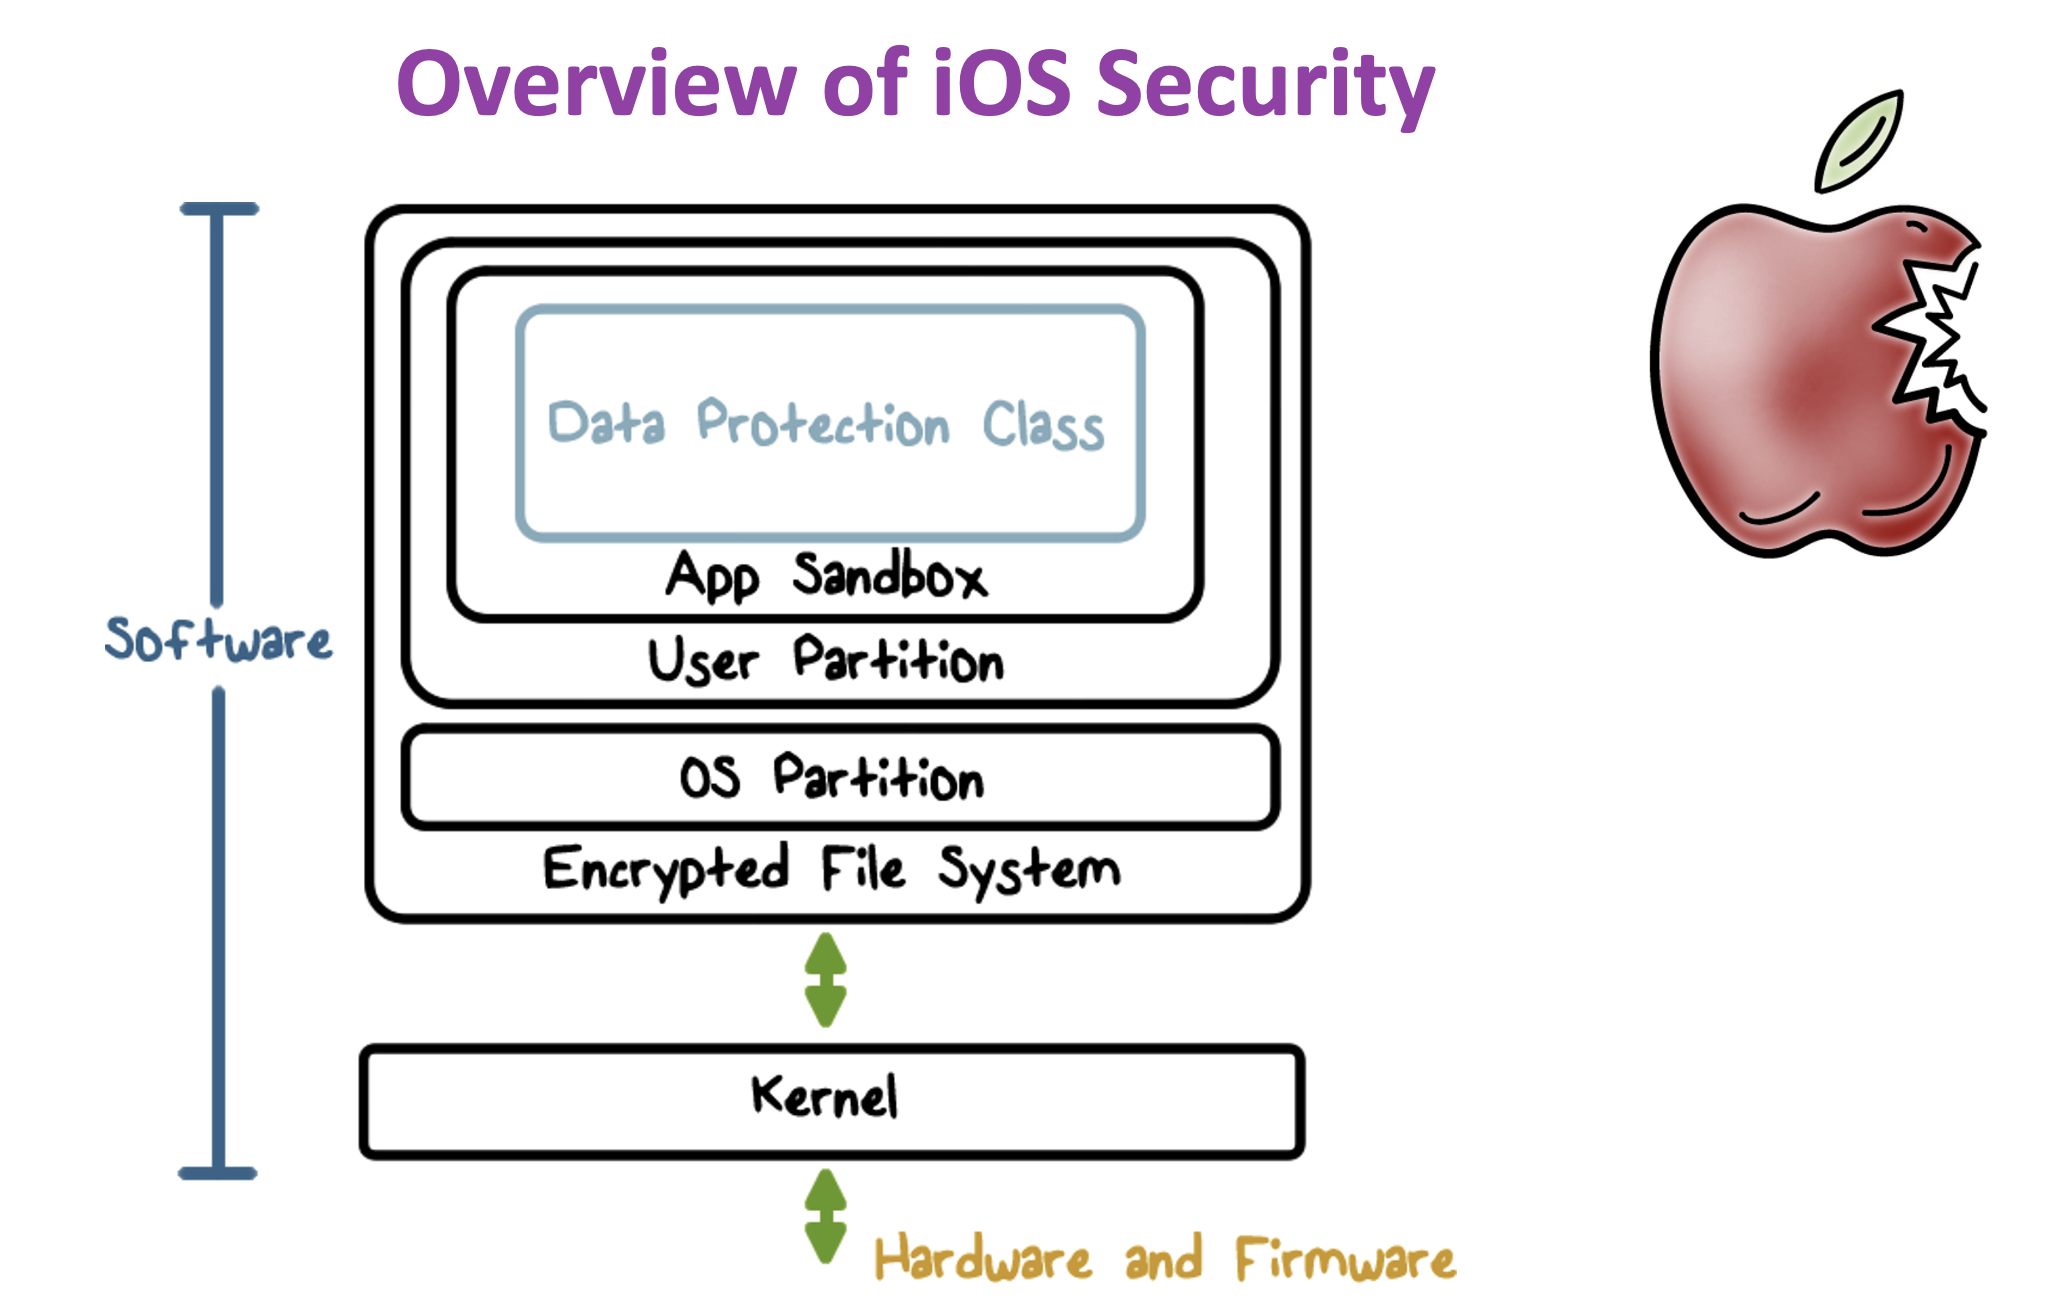 Overview of iOS Security
Data Protection Class
App Sandbox
Software
User Partition
OS Partition
Encrypted File System
Kernel
Hardware and Firmware